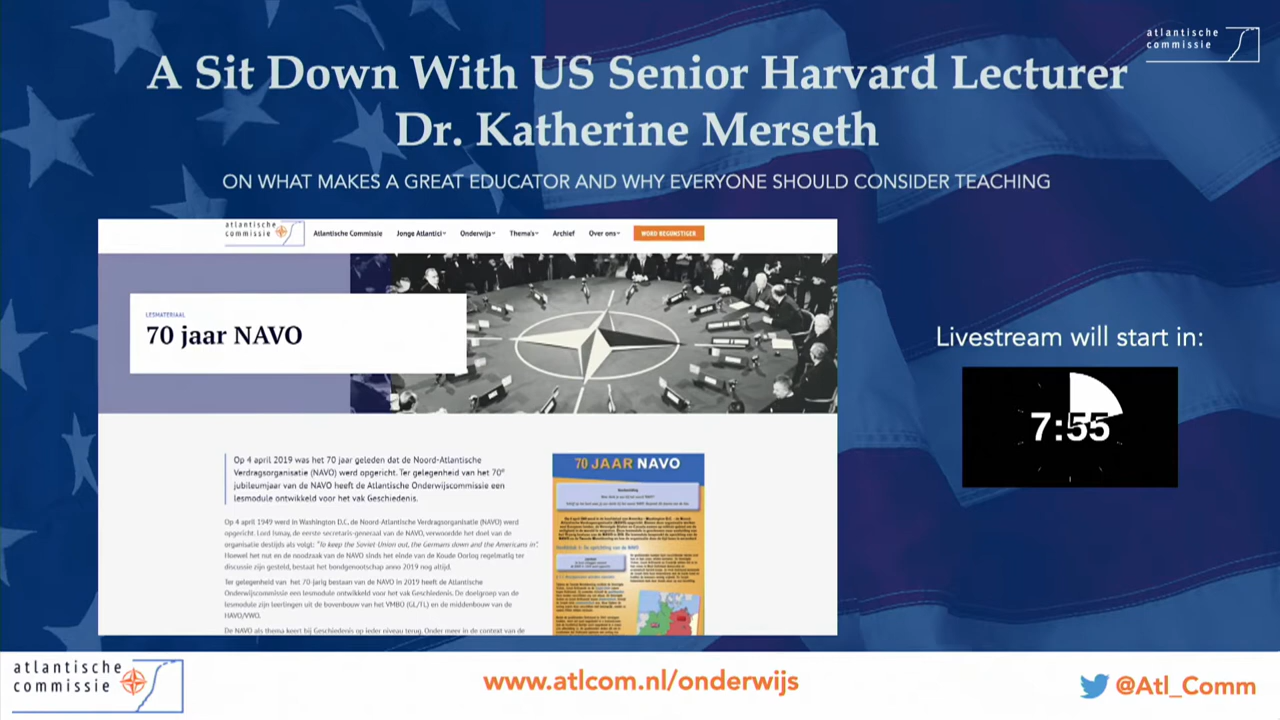 atlantische
commissie
A Sit Down With US Senior Harvard Lecturer
Dr. Katherine Merseth
ON WHAT MAKES A GREAT EDUCATOR AND WHY EVERYONE SHOULD CONSIDER TEACHING
atlantische
commissie
Atlantische Commissie Jonge Atlantici Onderwijs Thema's Archief Over ons WORD BEGUNSTIGER
LESMATERIAAL
70 jaar NAVO
Livestream will start in:
7:55
Op 4 april 2019 was het 70 jaar geleden dat de Noord-Atlantische
Verdragsorganisatie (NAVO) werd opgericht. Ter gelegenheid van het 70e
jubileumjaar van de NAVO heeft de Atlantische Onderwijscommissie een
lesmodule ontwikkeld voor het vak Geschiedenis.
Op 4 april 1949 werd in Washington D.C. de Noord-Atlantische Verdragsorganisatie (NAVO) werd
opgericht. Lord Ismay, de eerste secretaris-generaal van de NAVO, verwoordde het doel van de
organisatie destijds als volgt: "To keep the Soviet Union out, the Germans down and the Americans in".
Hoewel het nut en de noodzaak van de NAVO sinds het einde van de Koude Oorlog regelmatig ter
discussie zijn gesteld, bestaat het bondgenootschap anno 2019 nog altijd.
Ter gelegenheid van het 70-jarig bestaan van de NAVO in 2019 heeft de Atlantische
Onderwijscommissie een lesmodule ontwikkeld voor het vak Geschiedenis. De doelgroep van de
lesmodule zijn leerlingen uit de bovenbouw van het VMBO (GL/TL) en de middenbouw van de
HAVO/VWO.
De NAVO als thema keert bij Geschiedenis op ieder niveau terug. Onder meer in de context van de
70 JAAR NAVO
atlantische
commissie
www.atlcom.nl/onderwijs
@Atl_Comm